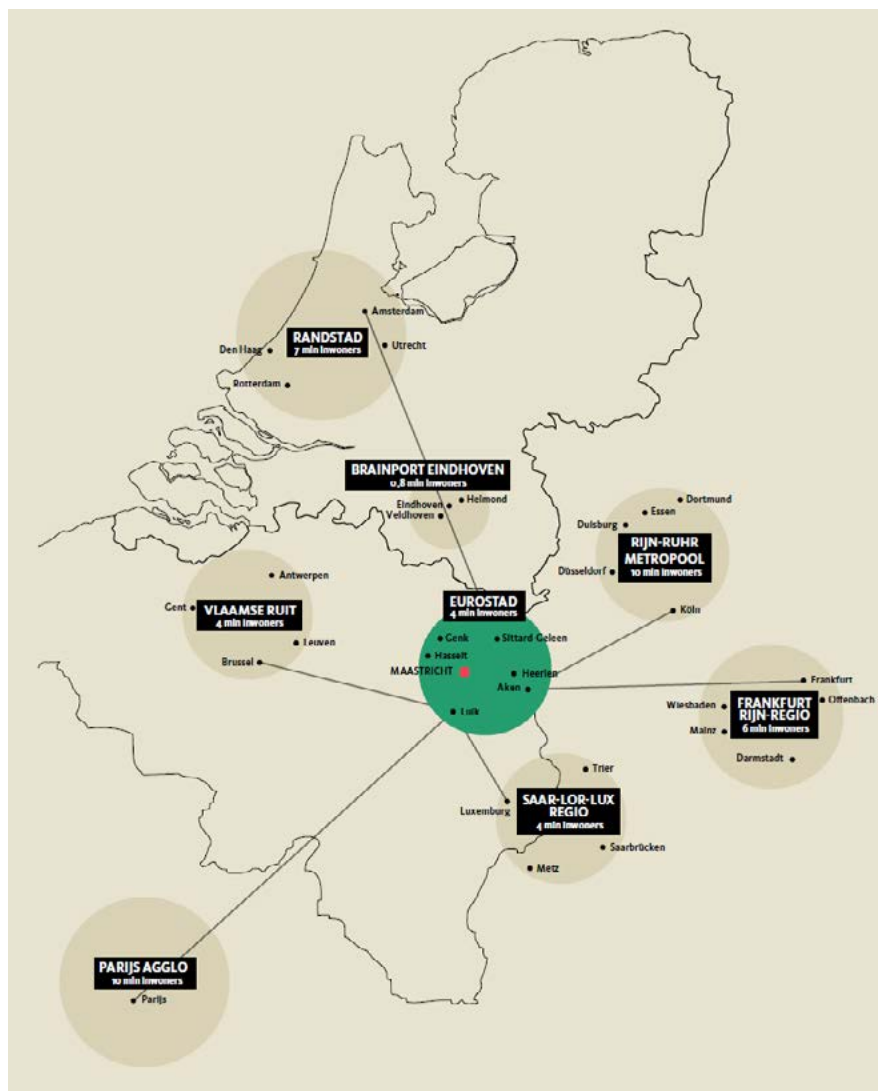 Amsterdam
RANDSTAD
7 mln inwoners
Utrecht
Den Haag
Rotterdam
BRAINPORT EINDHOVEN
0,8 mln inwoners
Helmond
Eindhoven
Veldhoven
Dortmund
Essen
Duisburg
RIJN-RUHR
METROPOOL
10 mln inwoners
Düsseldorf
Köln
Antwerpen
Gent
VLAAMSE RUIT
4 mln inwoners
Leuven
Brussel
EUROSTAD
4 mln inwoners
Genk
Sittard Geleen
Hasselt
MAASTRICHT
Heerlen
Aken
Luik
Frankfurt
Offenbach
Wiesbaden
FRANKFURT
RIJN-REGIO
6 mln inwoners
Mainz
Darmstadt
Trier
Luxemburg
SAAR-LOR-LUX
REGIO
4 mln inwoners
Saarbrücken
Metz
PARIJS AGGLO
10 mln inwoners
Parijs